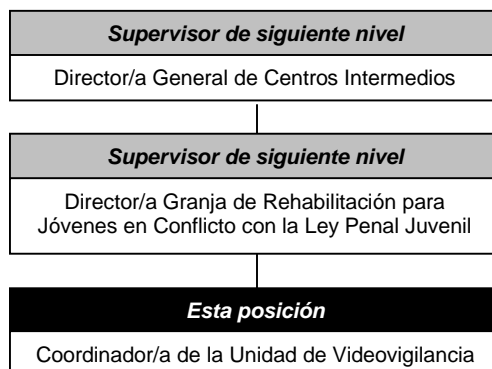 Supervisor de siguiente nivel
Director/a General de Centros Intermedios
Supervisor de siguiente nivel
Director/a Granja de Rehabilitación para
Jóvenes en Conflicto con la Ley Penal Juvenil
Esta posición
Coordinador/a de la Unidad de Videovigilancia